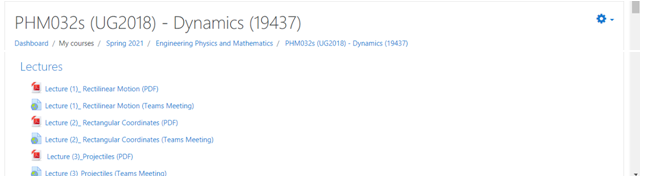 PHM032s (UG2018) - Dynamics (19437)
Dashboard / My courses / Spring 2021 / Engineering Physics and Mathematics / PHM032s (UG2018) - Dynamics (19437)
Lectures
Lecture (1)_ Rectilinear Motion (PDF)
Lecture (1)_ Rectilinear Motion (Teams Meeting)
Lecture (2)_ Rectangular Coordinates (PDF)
Lecture (2)_ Rectangular Coordinates (Teams Meeting)
Lecture (3)_Projectiles (PDF)
Lecture (3)_Projectiles (Teams Meeting)